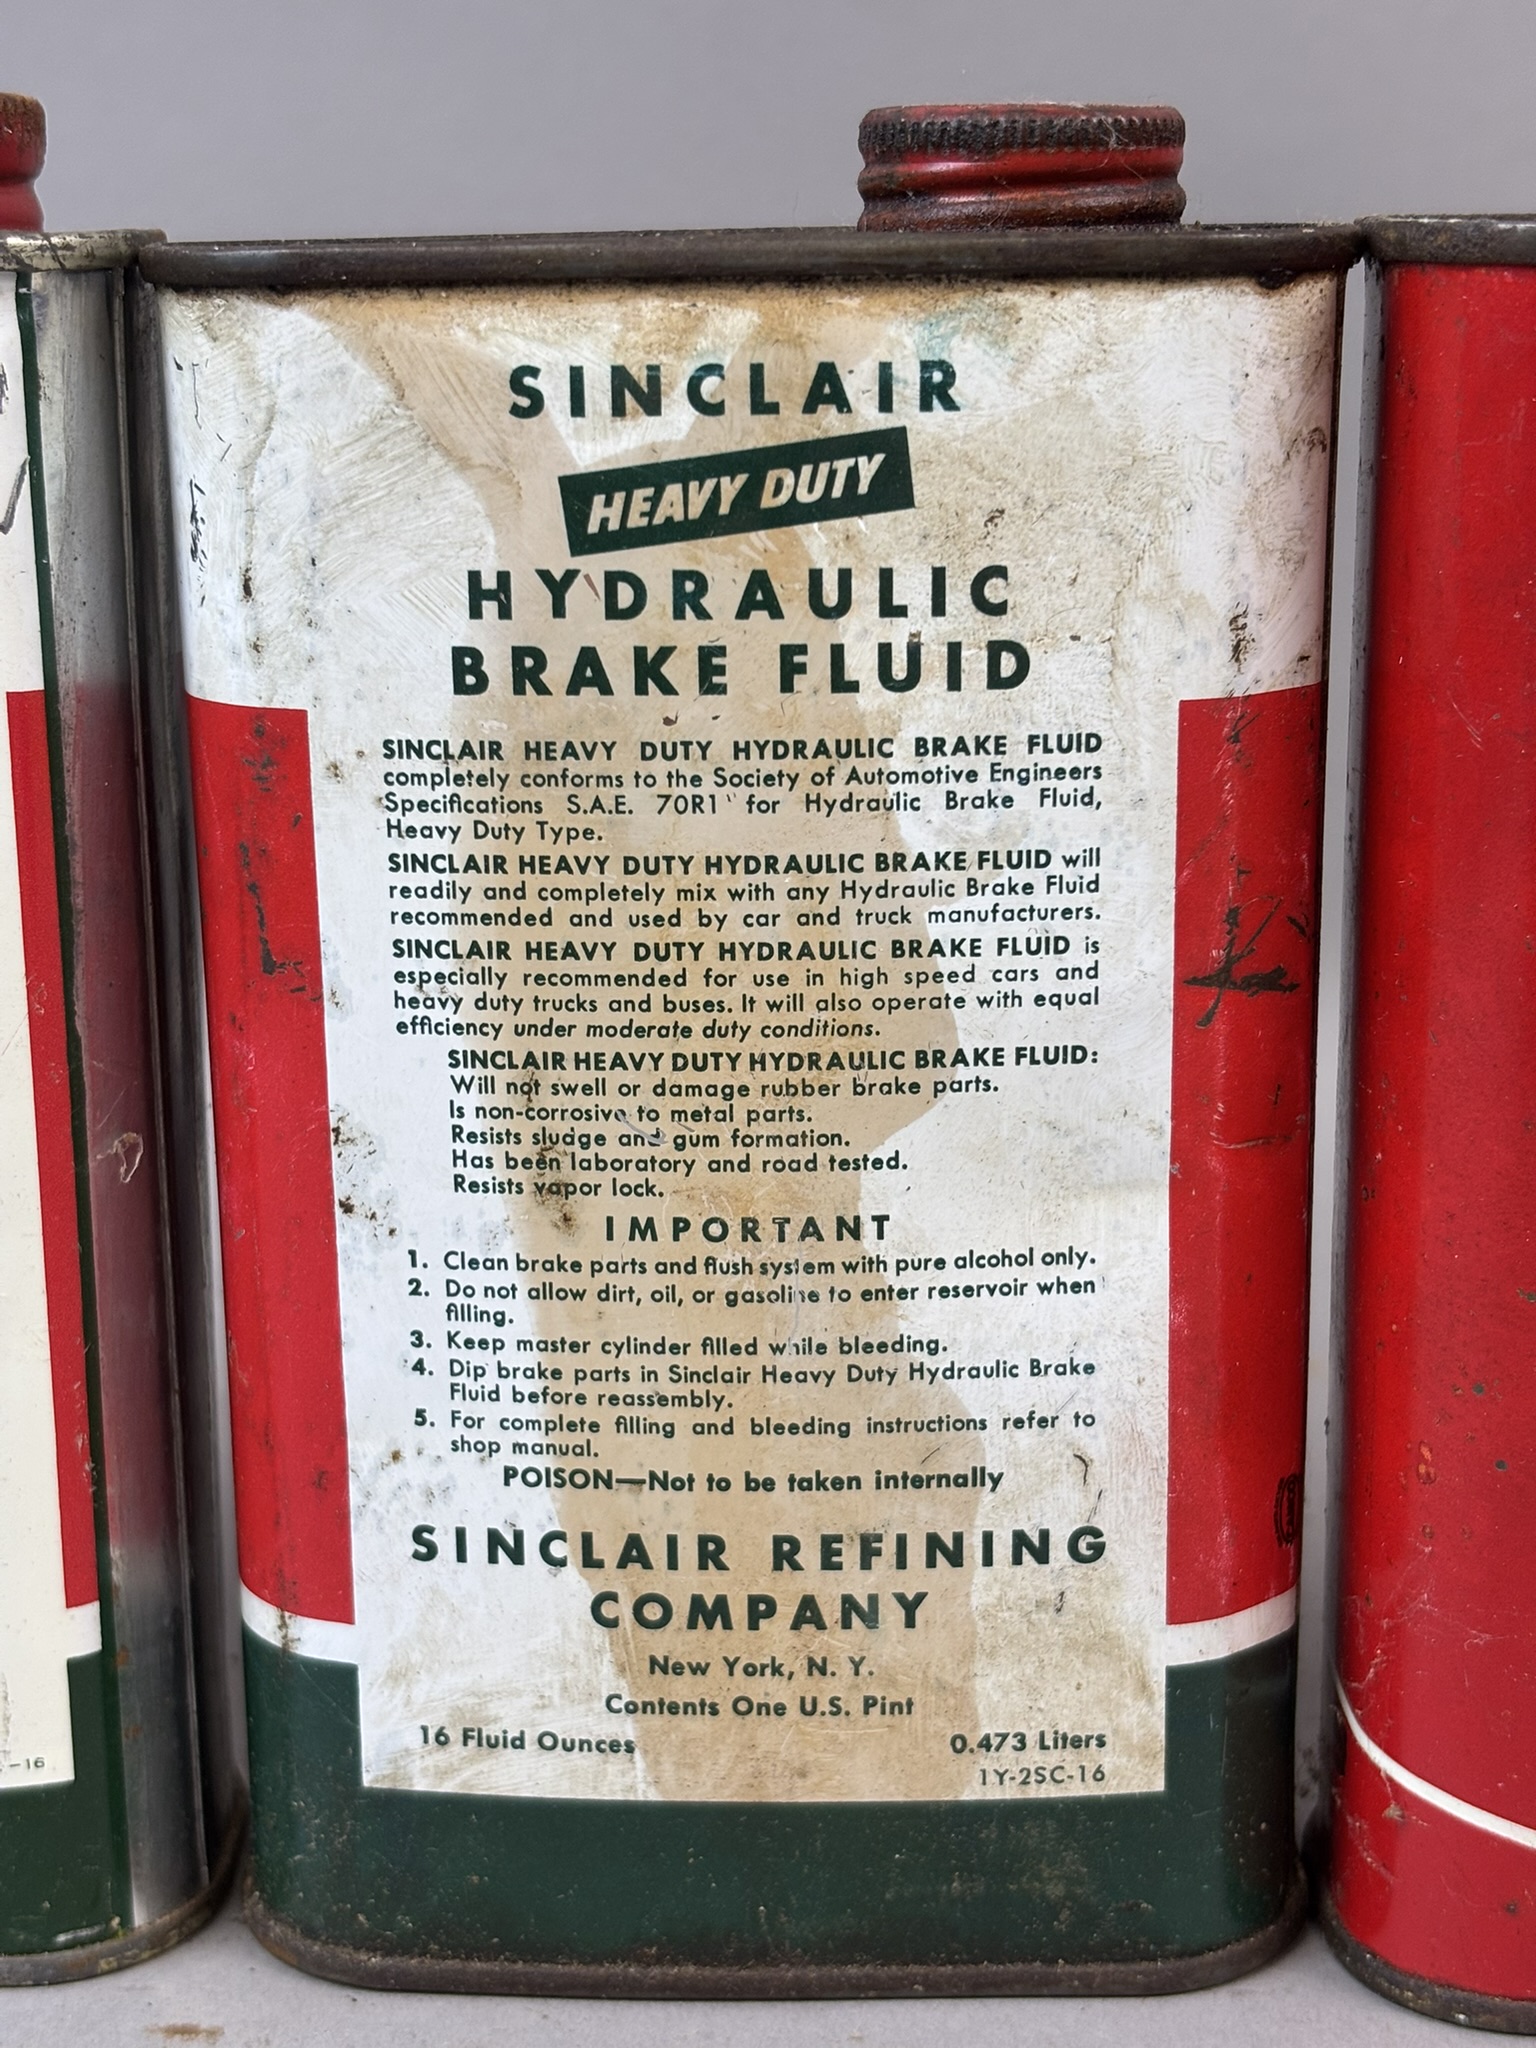 SINCLAIR
HEAVY DUTY
HYDRAULIC
BRAKE FLUID
SINCLAIR HEAVY DUTY HYDRAULIC BRAKE FLUID
completely conforms to the Society of Automotive Engineers
Specifications S.A.E. 70R1 for Hydraulic Brake Fluid,
Heavy Duty Type.
SINCLAIR HEAVY DUTY HYDRAULIC BRAKE FLUID will
readily and completely mix with any Hydraulic Brake Fluid
recommended and used by car and truck manufacturers.
SINCLAIR HEAVY DUTY HYDRAULIC BRAKE FLUID is
especially recommended for use in high speed cars and
heavy duty trucks and buses. It will also operate with equal
efficiency under moderate duty conditions.
SINCLAIR HEAVY DUTY HYDRAULIC BRAKE FLUID:
Will not swell or damage rubber brake parts.
Is non-corrosive to metal parts.
Resists sludge and gum formation.
Has been laboratory and road tested.
Resists vapor lock.
IMPORTANT
1. Clean brake parts and flush system with pure alcohol only.
2. Do not allow dirt, oil, or gasoline to enter reservoir when
filling.
3. Keep master cylinder filled while bleeding.
4. Dip brake parts in Sinclair Heavy Duty Hydraulic Brake
Fluid before reassembly.
5. For complete filling and bleeding instructions refer to
shop manual.
POISON—Not to be taken internally
SINCLAIR REFINING
COMPANY
New York, N. Y.
Contents One U.S. Pint
16 Fluid Ounces 0.473 Liters
1Y-2SC-16
-16